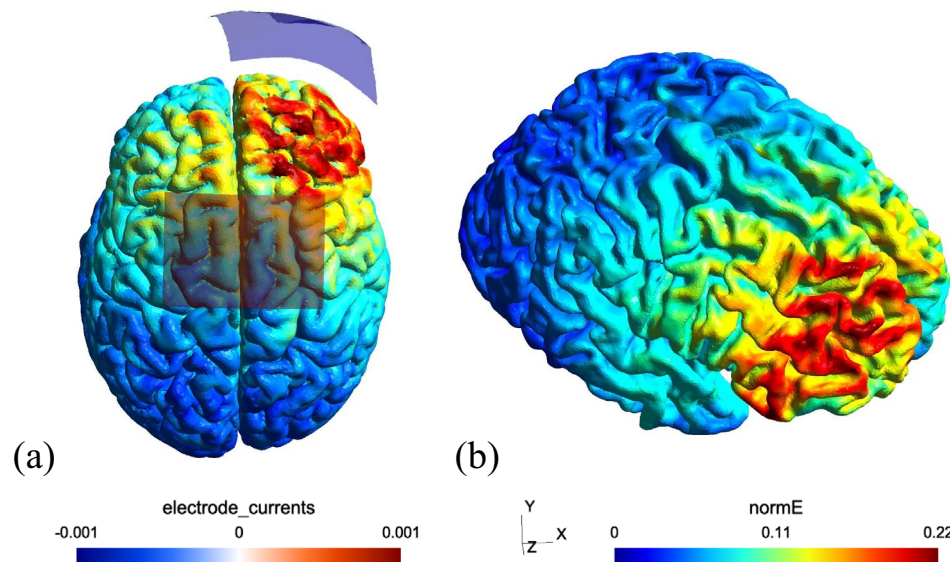 (a)
(b)
electrode_currents
-0.001
0
0.001
Y
X
Z
normE
0
0.11
0.22